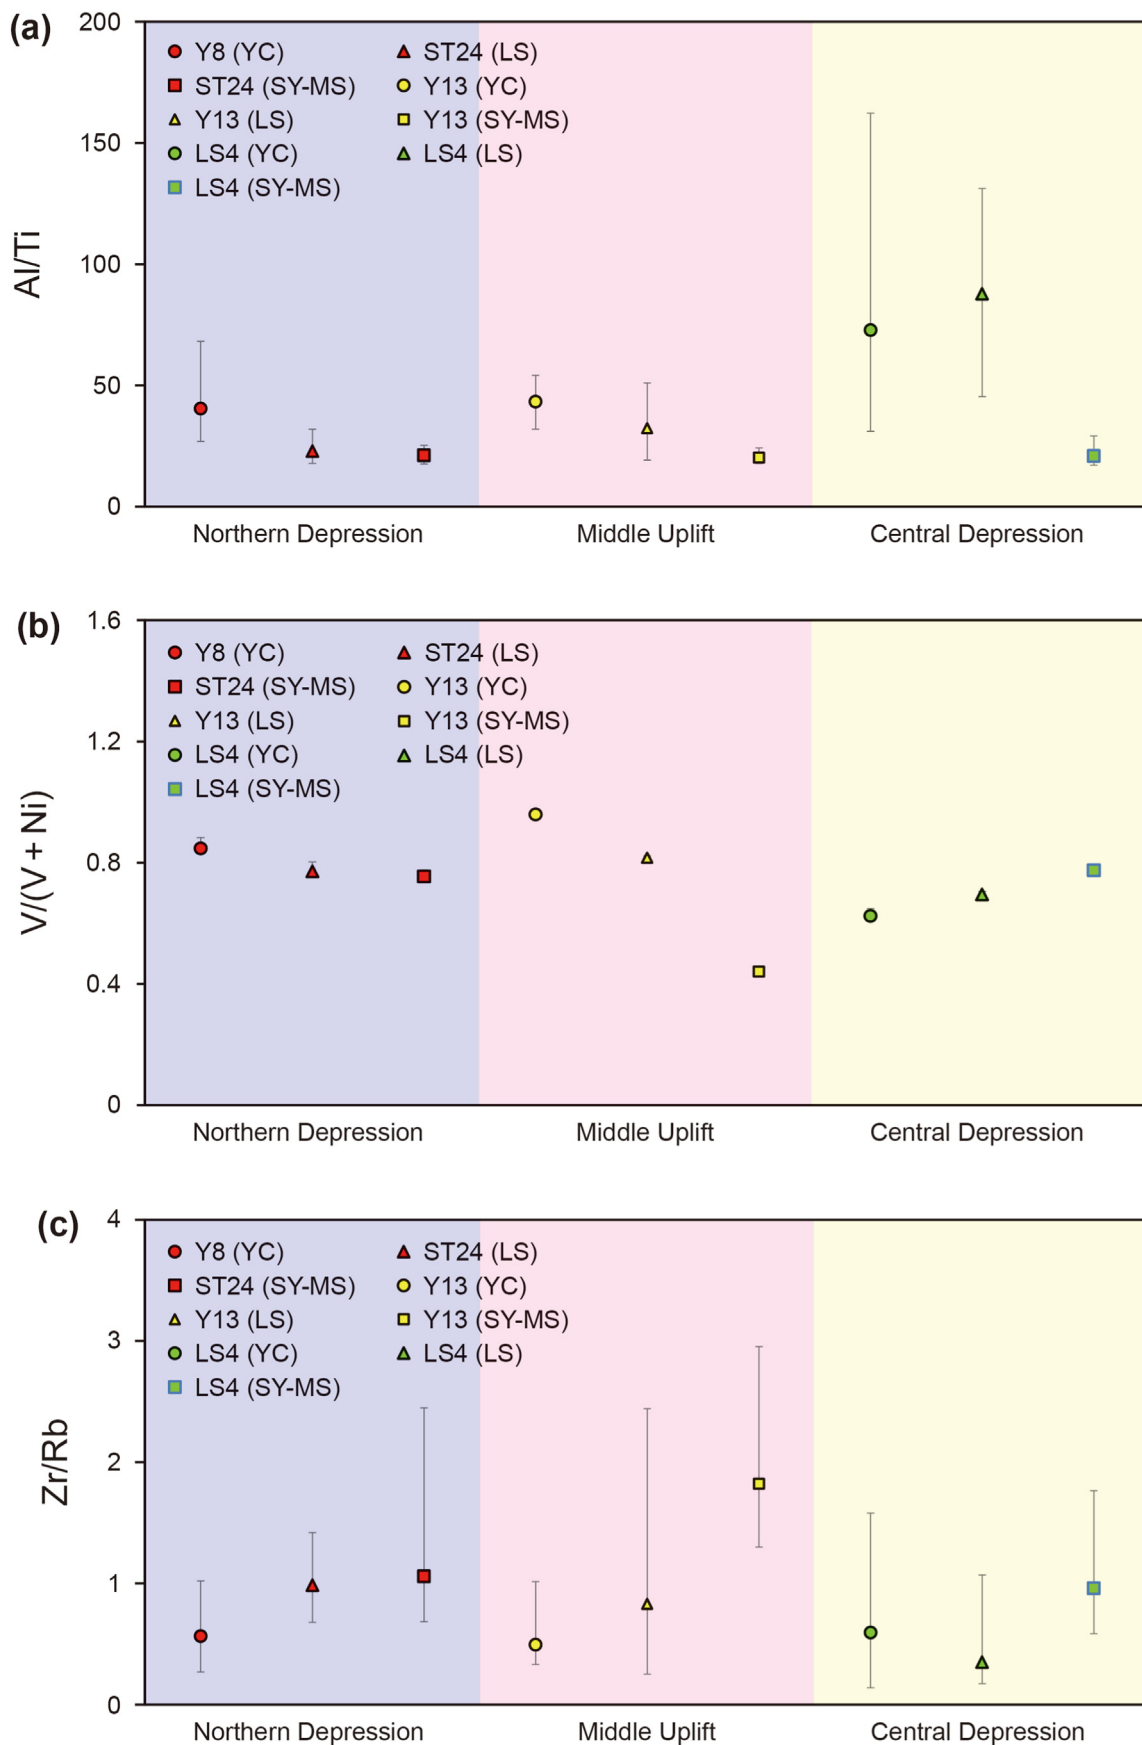 (a)
200
150
100
50
0
Al/Ti
Y8 (YC) ST24 (LS)
ST24 (SY-MS) Y13 (YC)
Y13 (LS) Y13 (SY-MS)
LS4 (YC) LS4 (LS)
LS4 (SY-MS)
Northern Depression Middle Uplift Central Depression
(b)
1.6
1.2
0.8
0.4
0
V/(V + Ni)
Y8 (YC) ST24 (LS)
ST24 (SY-MS) Y13 (YC)
Y13 (LS) Y13 (SY-MS)
LS4 (YC) LS4 (LS)
LS4 (SY-MS)
Northern Depression Middle Uplift Central Depression
(c)
4
3
2
1
0
Zr/Rb
Y8 (YC) ST24 (LS)
ST24 (SY-MS) Y13 (YC)
Y13 (LS) Y13 (SY-MS)
LS4 (YC) LS4 (LS)
LS4 (SY-MS)
Northern Depression Middle Uplift Central Depression